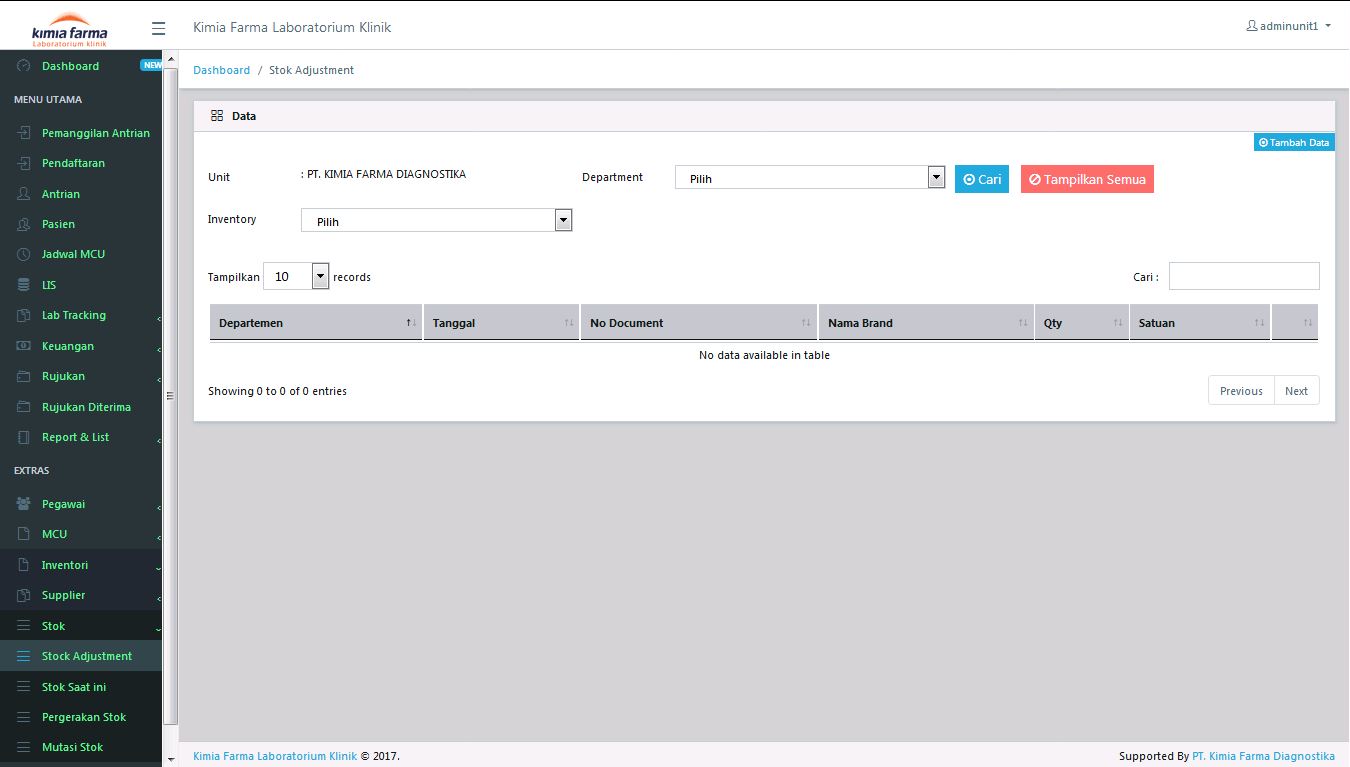 kimia farma
Laboratorium klinik
Kimia Farma Laboratorium Klinik
adminunit1
Dashboard NEW
MENU UTAMA
Pemanggilan Antrian
Pendaftaran
Antrian
Pasien
Jadwal MCU
LIS
Lab Tracking
Keuangan
Rujukan
Rujukan Diterima
Report & List
EXTRAS
Pegawai
MCU
Inventori
Supplier
Stok
Stock Adjustment
Stok Saat ini
Pergerakan Stok
Mutasi Stok
Dashboard / Stok Adjustment
Data
Tambah Data
Unit : PT. KIMIA FARMA DIAGNOSTIKA Department Pilih Cari Tampilkan Semua
Inventory Pilih
Tampilkan 10 records Cari :
Departemen Tanggal No Document Nama Brand Qty Satuan
No data available in table
Showing 0 to 0 of 0 entries Previous Next
Kimia Farma Laboratorium Klinik © 2017. Supported By PT. Kimia Farma Diagnostika